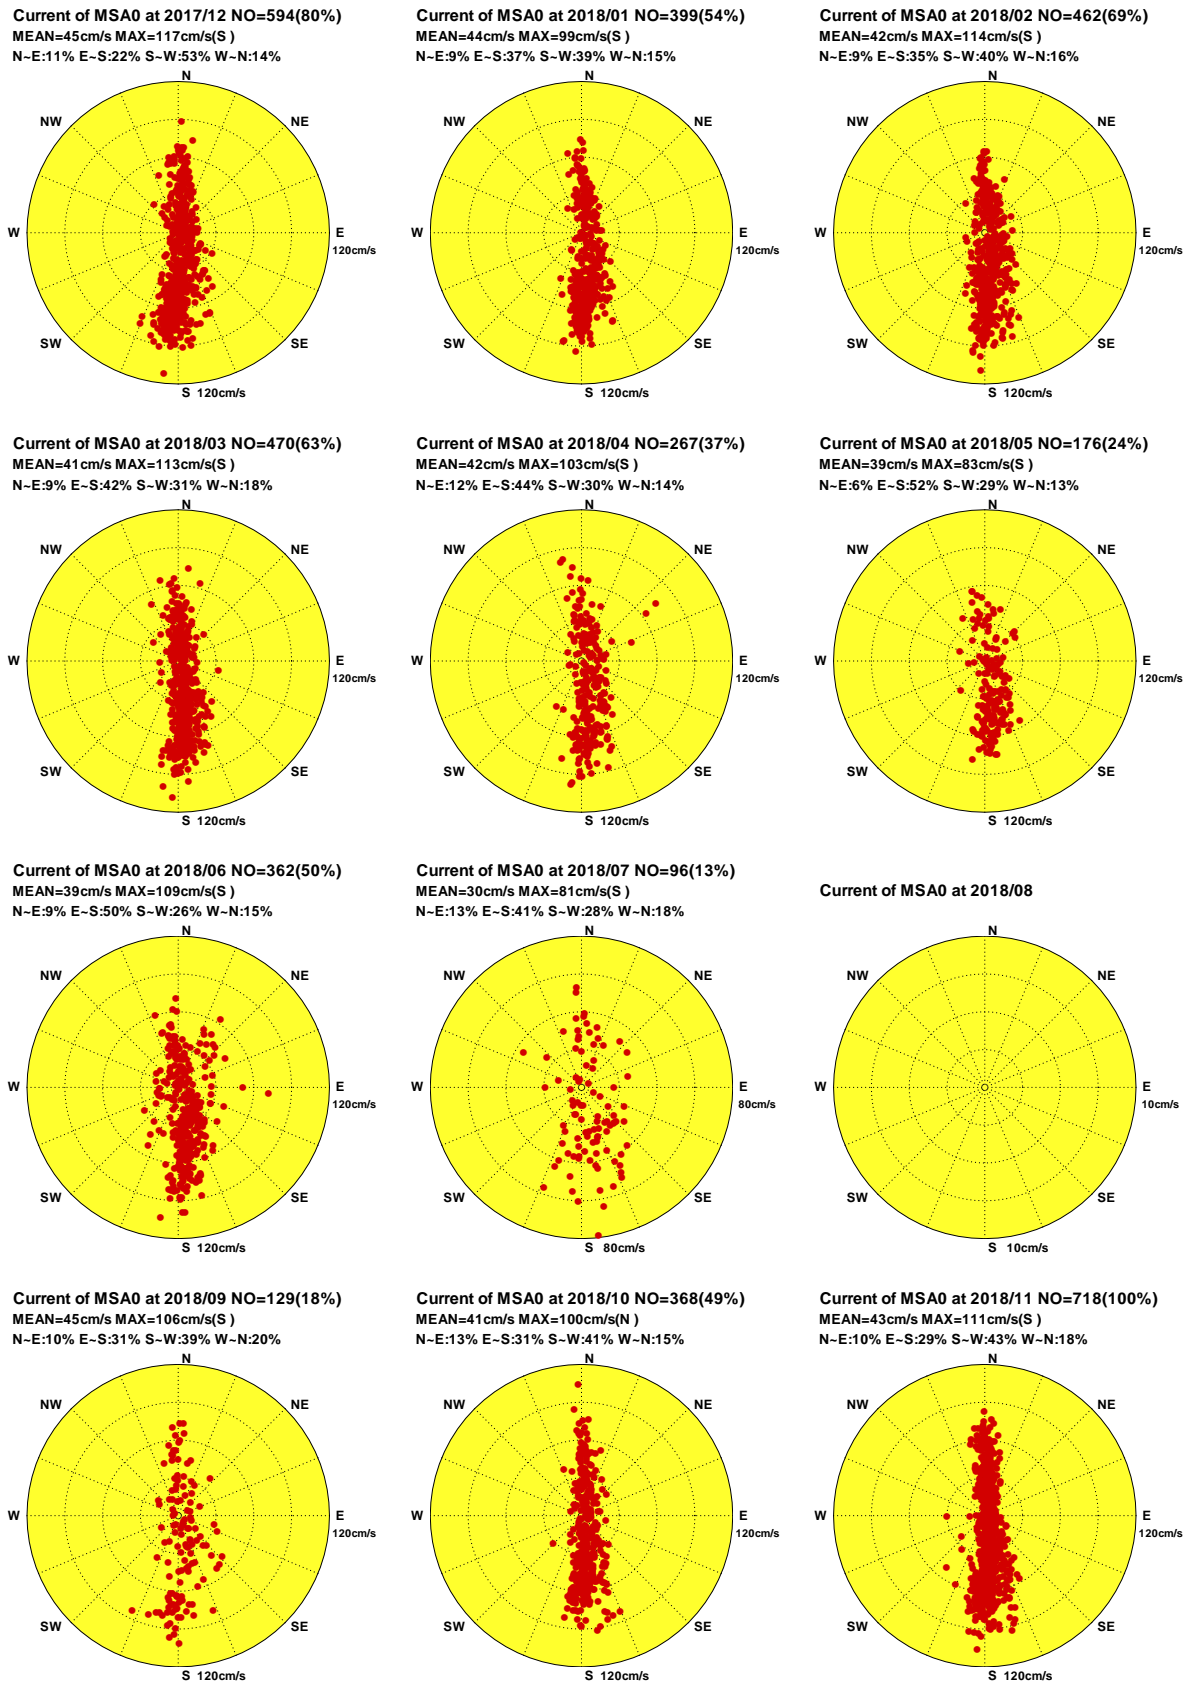 Current of MSA0 at 2017/12 NO=594(80%)
MEAN=45cm/s MAX=117cm/s(S )
N~E:11% E~S:22% S~W:53% W~N:14%
N
NW
NE
W
E
120cm/s
SW
SE
S 120cm/s
Current of MSA0 at 2018/01 NO=399(54%)
MEAN=44cm/s MAX=99cm/s(S )
N~E:9% E~S:37% S~W:39% W~N:15%
N
NW
NE
W
E
120cm/s
SW
SE
S 120cm/s
Current of MSA0 at 2018/02 NO=462(69%)
MEAN=42cm/s MAX=114cm/s(S )
N~E:9% E~S:35% S~W:40% W~N:16%
N
NW
NE
W
E
120cm/s
SW
SE
S 120cm/s
Current of MSA0 at 2018/03 NO=470(63%)
MEAN=41cm/s MAX=113cm/s(S )
N~E:9% E~S:42% S~W:31% W~N:18%
N
NW
NE
W
E
120cm/s
SW
SE
S 120cm/s
Current of MSA0 at 2018/04 NO=267(37%)
MEAN=42cm/s MAX=103cm/s(S )
N~E:12% E~S:44% S~W:30% W~N:14%
N
NW
NE
W
E
120cm/s
SW
SE
S 120cm/s
Current of MSA0 at 2018/05 NO=176(24%)
MEAN=39cm/s MAX=83cm/s(S )
N~E:6% E~S:52% S~W:29% W~N:13%
N
NW
NE
W
E
120cm/s
SW
SE
S 120cm/s
Current of MSA0 at 2018/06 NO=362(50%)
MEAN=39cm/s MAX=109cm/s(S )
N~E:9% E~S:50% S~W:26% W~N:15%
N
NW
NE
W
E
120cm/s
SW
SE
S 120cm/s
Current of MSA0 at 2018/07 NO=96(13%)
MEAN=30cm/s MAX=81cm/s(S )
N~E:13% E~S:41% S~W:28% W~N:18%
N
NW
NE
W
E
80cm/s
SW
SE
S 80cm/s
Current of MSA0 at 2018/08
N
NW
NE
W
E
10cm/s
SW
SE
S 10cm/s
Current of MSA0 at 2018/09 NO=129(18%)
MEAN=45cm/s MAX=106cm/s(S )
N~E:10% E~S:31% S~W:39% W~N:20%
N
NW
NE
W
E
120cm/s
SW
SE
S 120cm/s
Current of MSA0 at 2018/10 NO=368(49%)
MEAN=41cm/s MAX=100cm/s(N )
N~E:13% E~S:31% S~W:41% W~N:15%
N
NW
NE
W
E
120cm/s
SW
SE
S 120cm/s
Current of MSA0 at 2018/11 NO=718(100%)
MEAN=43cm/s MAX=111cm/s(S )
N~E:10% E~S:29% S~W:43% W~N:18%
N
NW
NE
W
E
120cm/s
SW
SE
S 120cm/s